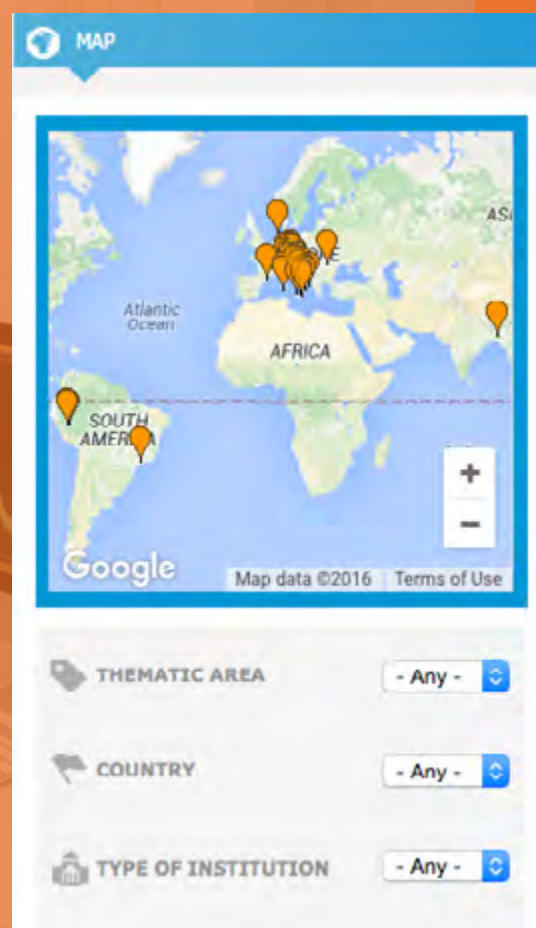 MAP
ASI
E
Atlantic
Ocean
AFRICA
SOUTH
AMERICA
+
−
Google
Map data ©2016 Terms of Use
THEMATIC AREA - Any -
COUNTRY - Any -
TYPE OF INSTITUTION - Any -